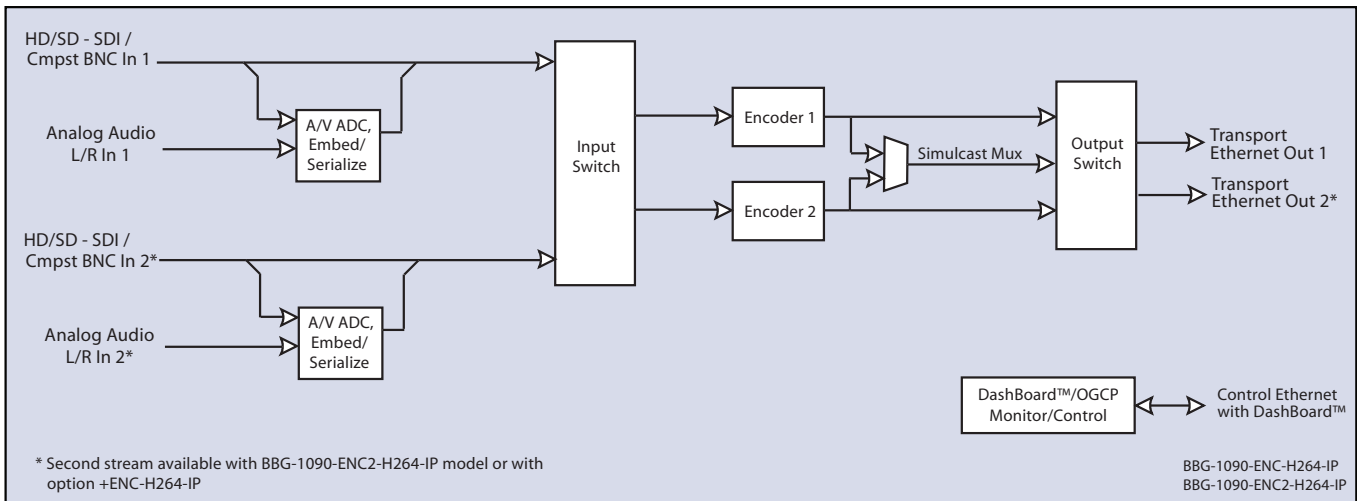 HD/SD - SDI /
Cmpst BNC In 1
Analog Audio
L/R In 1
A/V ADC,
Embed/
Serialize
HD/SD - SDI /
Cmpst BNC In 2*
Analog Audio
L/R In 2*
A/V ADC,
Embed/
Serialize
Input
Switch
Encoder 1
Encoder 2
Simulcast Mux
Output
Switch
Transport
Ethernet Out 1
Transport
Ethernet Out 2*
DashBoard™/OGCP
Monitor/Control
Control Ethernet
with DashBoard™
* Second stream available with BBG-1090-ENC2-H264-IP model or with
option +ENC-H264-IP
BBG-1090-ENC-H264-IP
BBG-1090-ENC2-H264-IP